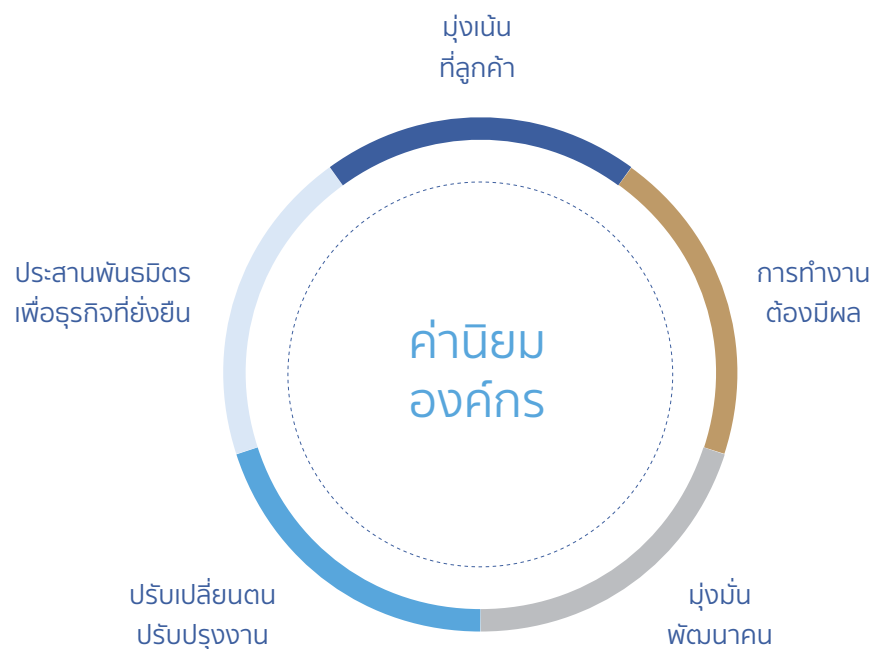 มุ่งเน้น
ที่ลูกค้า
ประสานพันธมิตร
เพื่อธุรกิจที่ยั่งยืน
การทำงาน
ต้องมีผล
ค่านิยม
องค์กร
ปรับเปลี่ยนตน
ปรับปรุงงาน
มุ่งมั่น
พัฒนาคน